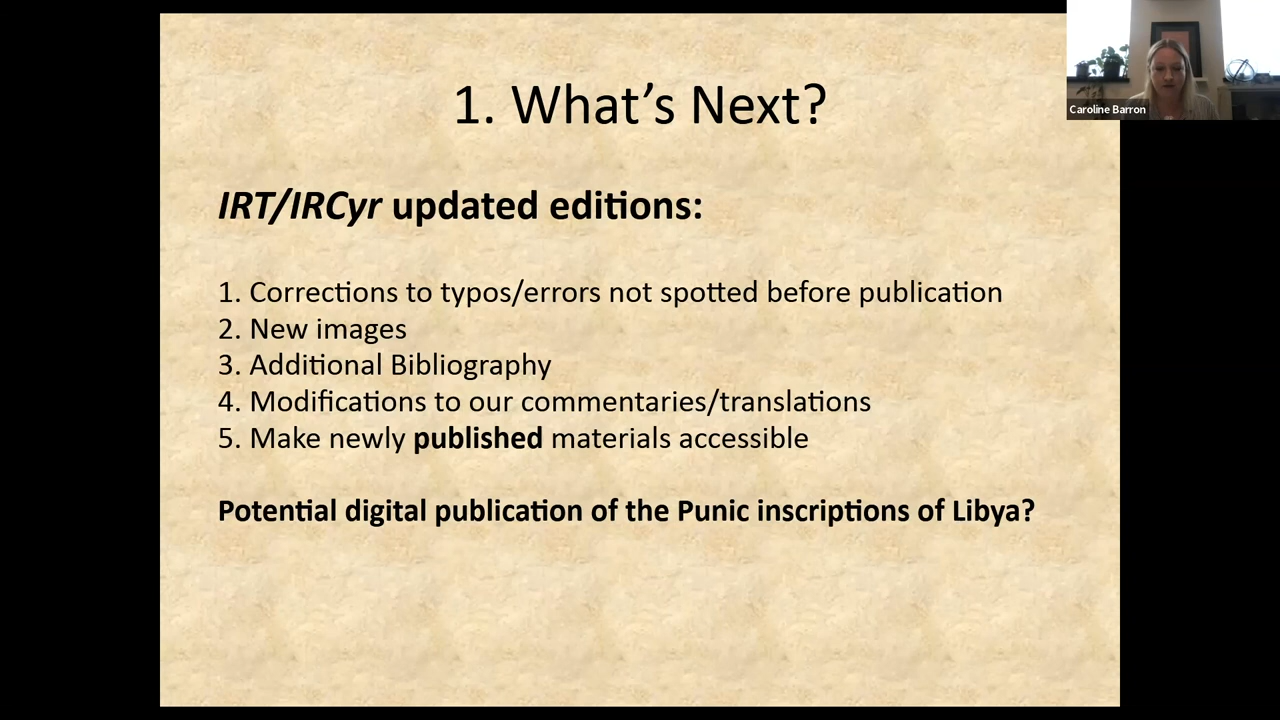 1. What's Next?
Caroline Barron
IRT/IRCyr updated editions:
1. Corrections to typos/errors not spotted before publication
2. New images
3. Additional Bibliography
4. Modifications to our commentaries/translations
5. Make newly published materials accessible
Potential digital publication of the Punic inscriptions of Libya?